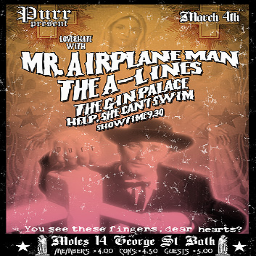 Purr
present
March 4th
LOVERHATE
WITH
MR. AIRPLANE MAN
THE A-LINES
THE GIN PALACE
HELP, SHE CAN'T SWIM
SHOWTIME 9.30
You see these fingers, dear hearts?
Moles 14 George St Bath
MEMBERS •4.00 CONS •4.50 GUESTS •5.00